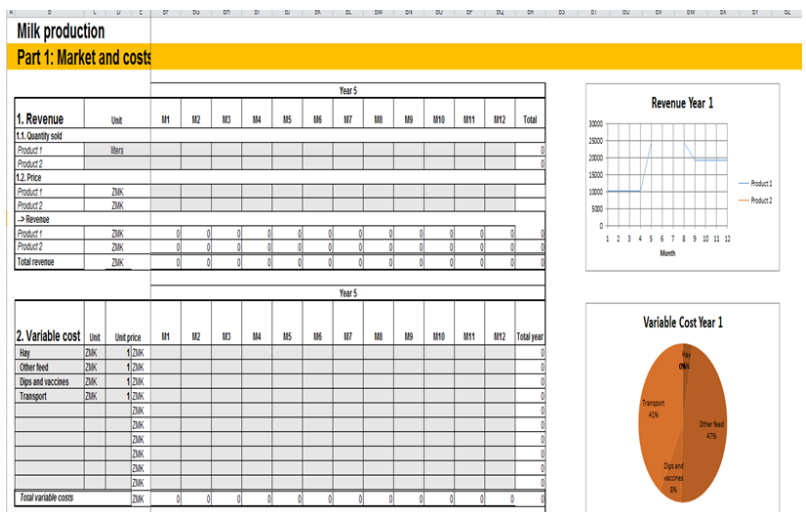 Milk production
Part 1: Market and costs
Year 5
1. Revenue Unit M1 M2 M3 M4 M5 M6 M7 M8 M9 M10 M11 M12 Total
1.1. Quantity sold
Product 1 liters 0
Product 2 0
1.2. Price
Product 1 ZMK
Product 2 ZMK
--> Revenue
Product 1 ZMK 0 0 0 0 0 0 0 0 0 0 0 0 0
Product 2 ZMK 0 0 0 0 0 0 0 0 0 0 0 0 0
Total revenue ZMK 0 0 0 0 0 0 0 0 0 0 0 0 0
Year 5
2. Variable cost Unit Unit price M1 M2 M3 M4 M5 M6 M7 M8 M9 M10 M11 M12 Total year
Hay ZMK 1 ZMK 0
Other feed ZMK 1 ZMK 0
Dips and vaccines ZMK 1 ZMK 0
Transport ZMK 1 ZMK 0
ZMK 0
ZMK 0
ZMK 0
ZMK 0
ZMK 0
ZMK 0
Total variable costs ZMK 0 0 0 0 0 0 0 0 0 0 0 0 0
Revenue Year 1
30000
25000
20000
15000
10000
5000
0
1 2 3 4 5 6 7 8 9 10 11 12
Month
Product 1
Product 2
Variable Cost Year 1
Hay
Transport
41%
Other feed
47%
Dips and
vaccines